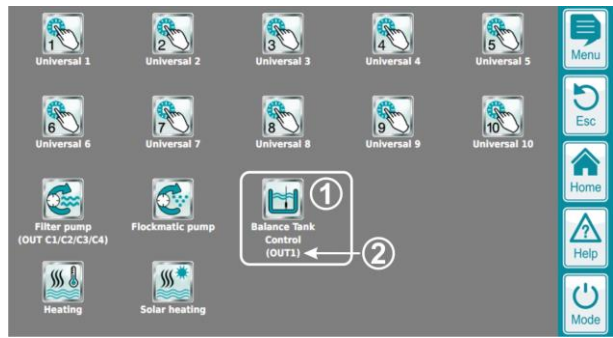 1
2
3
4
5
Universal 1
Universal 2
Universal 3
Universal 4
Universal 5
6
7
8
9
10
Universal 6
Universal 7
Universal 8
Universal 9
Universal 10
Filter pump
(OUT C1/C2/C3/C4)
Flockmatic pump
1
Balance Tank
Control
(OUT1)
2
Heating
Solar heating
Menu
Esc
Home
?
Help
Mode